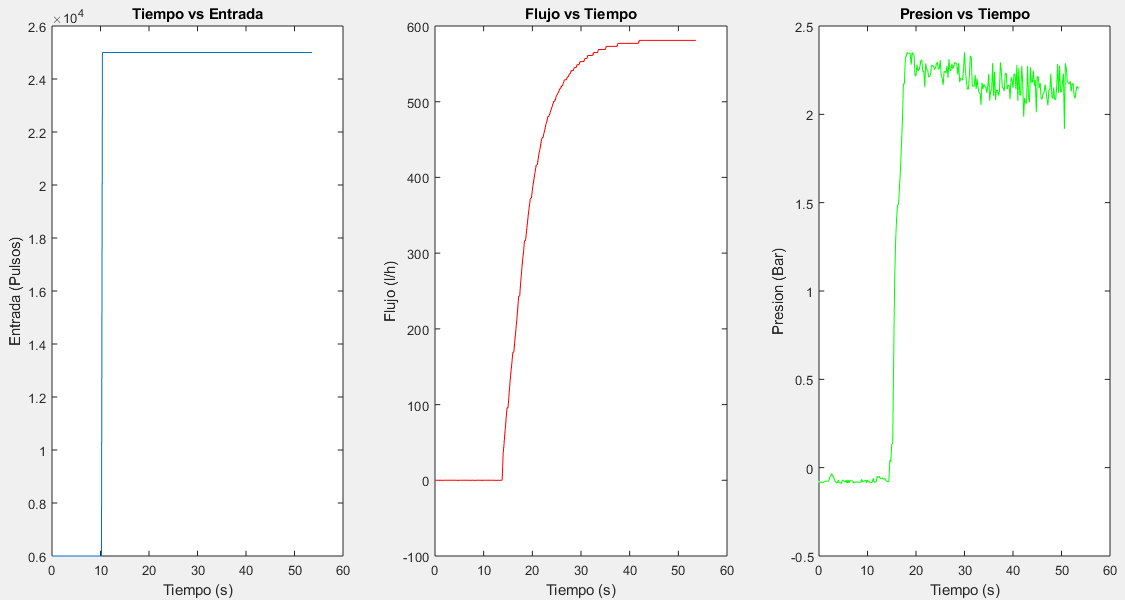 Tiempo vs Entrada
×10⁴
2.6
2.4
2.2
2
1.8
1.6
1.4
1.2
1
0.8
0.6
0 10 20 30 40 50 60
Entrada (Pulsos)
Tiempo (s)
Flujo vs Tiempo
600
500
400
300
200
100
0
-100
0 10 20 30 40 50 60
Flujo (l/h)
Tiempo (s)
Presion vs Tiempo
2.5
2
1.5
1
0.5
0
-0.5
0 10 20 30 40 50 60
Presion (Bar)
Tiempo (s)